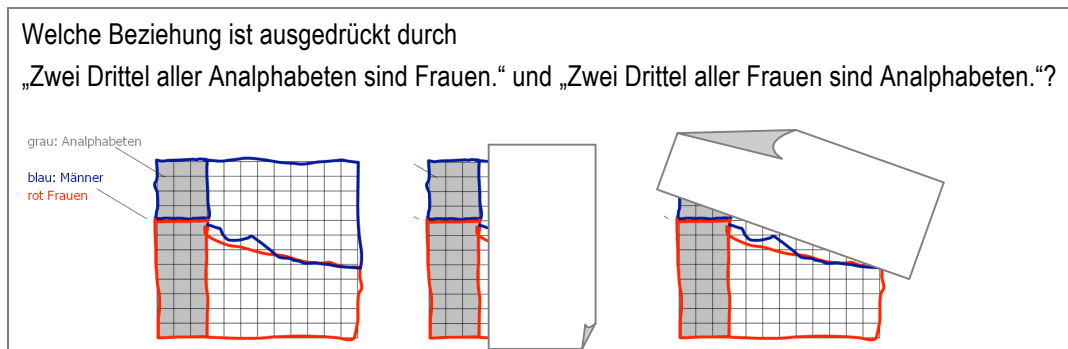 Welche Beziehung ist ausgedrückt durch
„Zwei Drittel aller Analphabeten sind Frauen.“ und „Zwei Drittel aller Frauen sind Analphabeten.“?
grau: Analphabeten
blau: Männer
rot Frauen